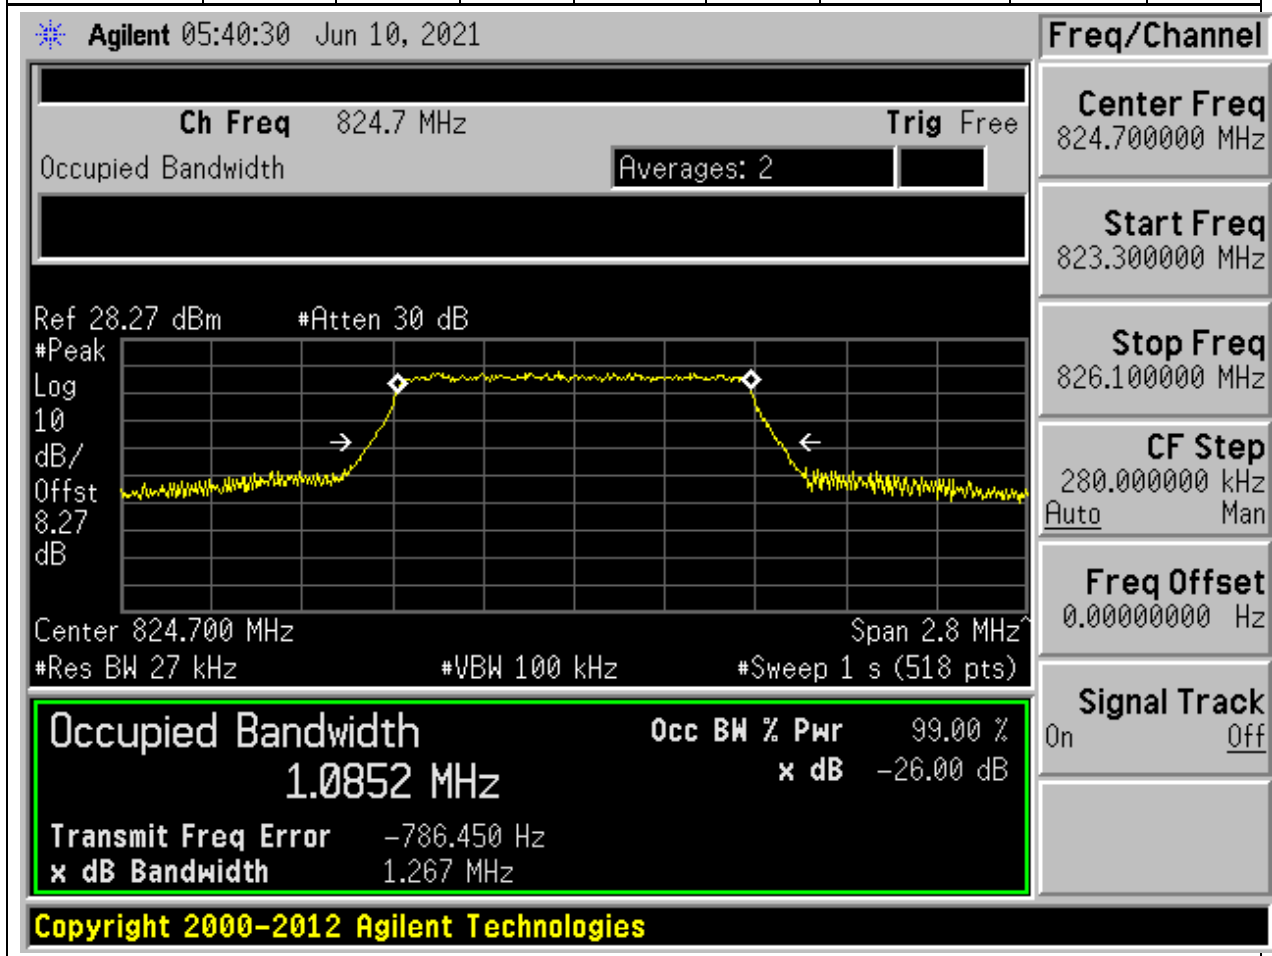 Agilent 05:40:30 Jun 10, 2021
Freq/Channel
Ch Freq 824.7 MHz Trig Free
Occupied Bandwidth Averages: 2
Center Freq
824.700000 MHz
Start Freq
823.300000 MHz
Stop Freq
826.100000 MHz
CF Step
280.000000 kHz
Auto Man
Freq Offset
0.00000000 Hz
Signal Track
On Off
Ref 28.27 dBm #Atten 30 dB
#Peak
Log
10
dB/
Offst
8.27
dB
Center 824.700 MHz Span 2.8 MHz^
#Res BW 27 kHz #VBW 100 kHz #Sweep 1 s (518 pts)
Occupied Bandwidth Occ BW % Pwr 99.00 %
1.0852 MHz x dB -26.00 dB
Transmit Freq Error -786.450 Hz
x dB Bandwidth 1.267 MHz
Copyright 2000-2012 Agilent Technologies